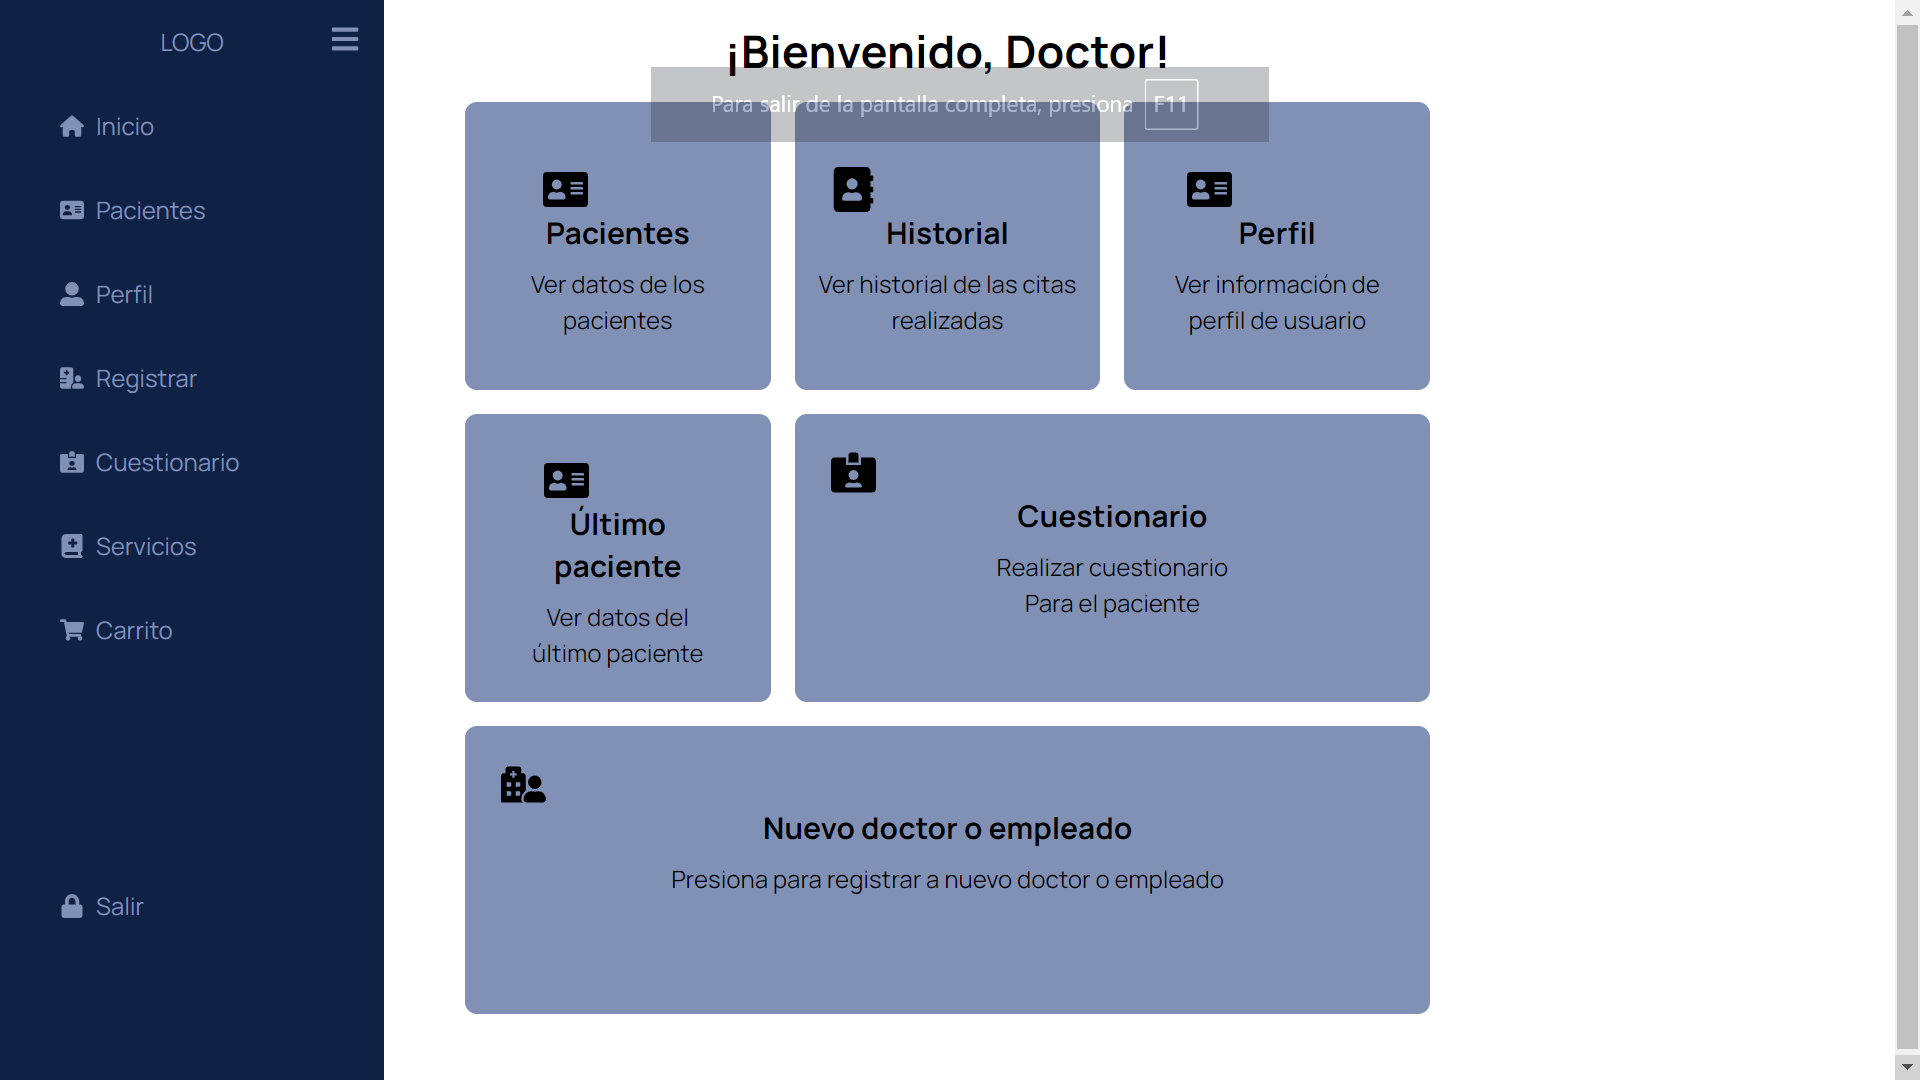 LOGO
Inicio
Pacientes
Perfil
Registrar
Cuestionario
Servicios
Carrito
Salir
¡Bienvenido, Doctor!
Para salir de la pantalla completa, presiona F11
Pacientes
Ver datos de los
pacientes
Historial
Ver historial de las citas
realizadas
Perfil
Ver información de
perfil de usuario
Último
paciente
Ver datos del
último paciente
Cuestionario
Realizar cuestionario
Para el paciente
Nuevo doctor o empleado
Presiona para registrar a nuevo doctor o empleado